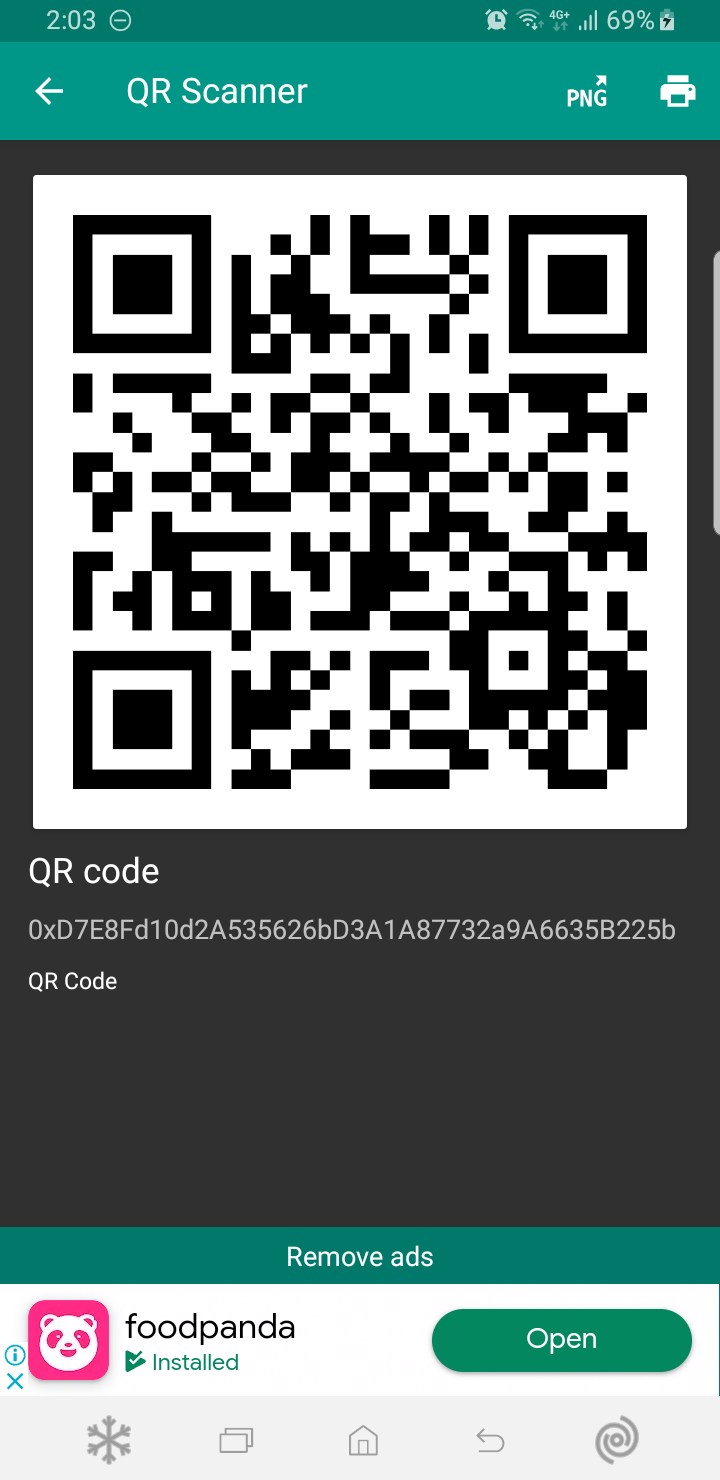 2:03 4G+ 69%
QR Scanner PNG
QR code
0xD7E8Fd10d2A535626bD3A1A87732a9A6635B225b
QR Code
Remove ads
foodpanda
Installed
Open